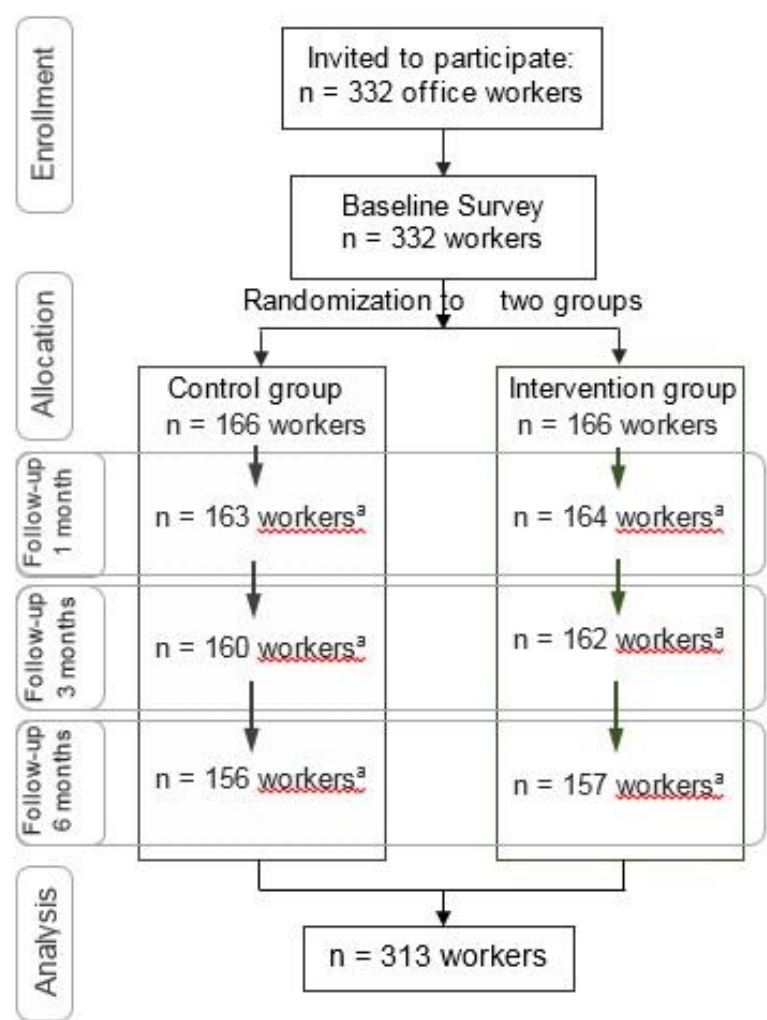 Enrollment
Invited to participate:
n = 332 office workers
Baseline Survey
n = 332 workers
Randomization to two groups
Allocation
Control group
n = 166 workers
Intervention group
n = 166 workers
Follow-up
1 month
n = 163 workersᵃ
n = 164 workersᵃ
Follow-up
3 months
n = 160 workersᵃ
n = 162 workersᵃ
Follow-up
6 months
n = 156 workersᵃ
n = 157 workersᵃ
Analysis
n = 313 workers